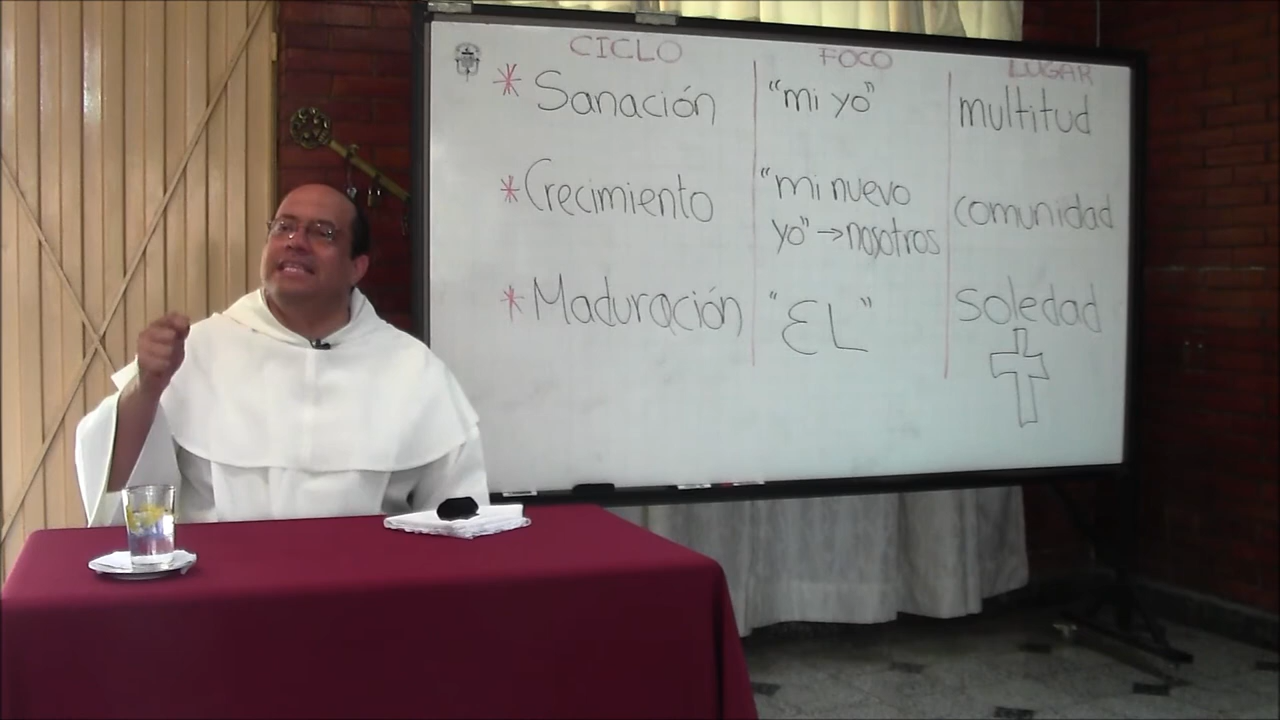 CICLO FOCO LUGAR
* Sanación "mi yo" multitud
* Crecimiento "mi nuevo yo" → nosotros comunidad
* Maduración "EL" soledad